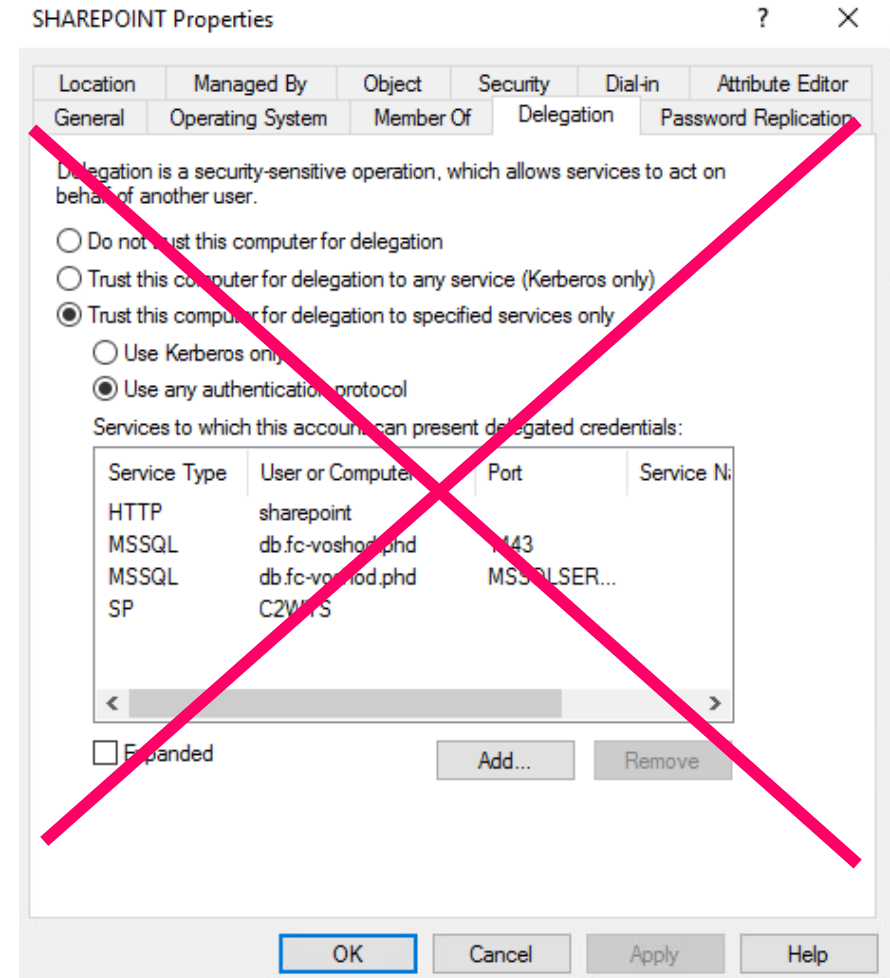 SHAREPOINT Properties ? ×
Location Managed By Object Security Dial-in Attribute Editor
General Operating System Member Of Delegation Password Replication
Delegation is a security-sensitive operation, which allows services to act on
behalf of another user.
Do not trust this computer for delegation
Trust this computer for delegation to any service (Kerberos only)
Trust this computer for delegation to specified services only
Use Kerberos only
Use any authentication protocol
Services to which this account can present delegated credentials:
Service Type User or Computer Port Service Na
HTTP sharepoint
MSSQL db.fc-voshod.phd 1443
MSSQL db.fc-voshod.phd MSSQLSER...
SP C2WTS
Expanded
Add... Remove
OK Cancel Apply Help